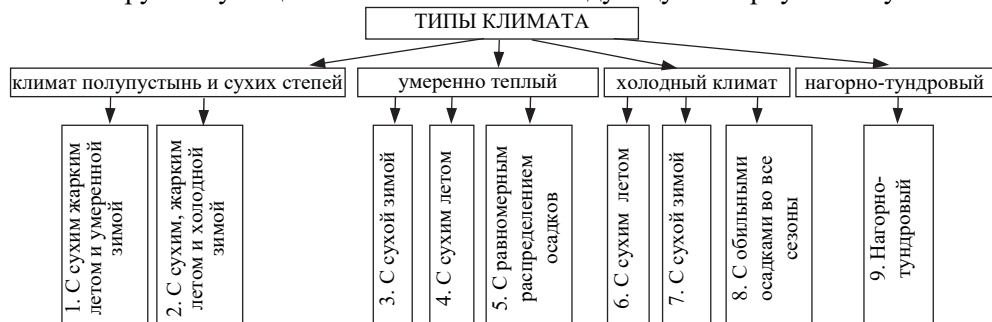 ТИПЫ КЛИМАТА
климат полупустынь и сухих степей
умеренно теплый
холодный климат
нагорно-тундровый
1. С сухим жарким
летом и умеренной
зимой
2. С сухим, жарким
летом и холодной
зимой
3. С сухой зимой
4. С сухим летом
5. С равномерным
распределением
осадков
6. С сухим летом
7. С сухой зимой
8. С обильными
осадками во все
сезоны
9. Нагорно-
тундровый